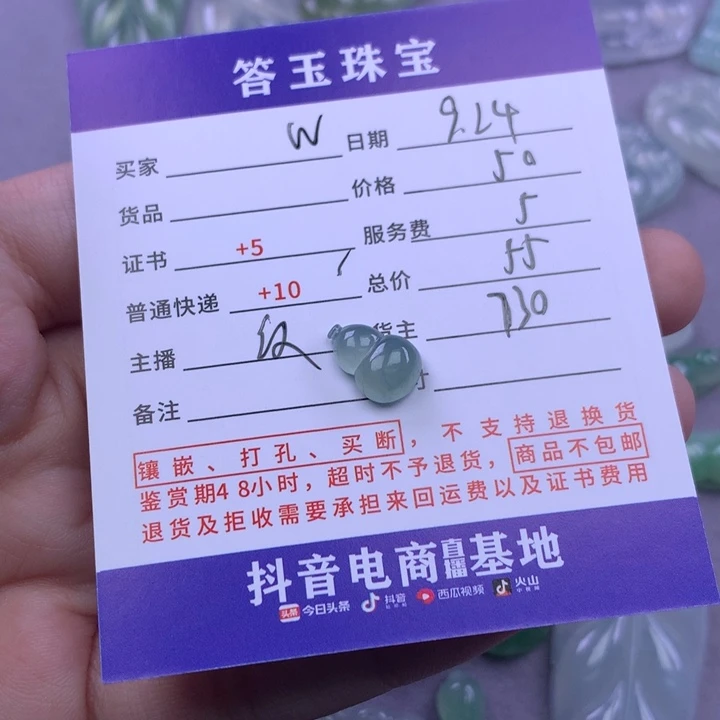 答玉珠宝
买家 W 日期 9.24
货品 价格 50
证书 +5 服务费 5
普通快递 +10 总价 55
主播 货主 730
备注
镶嵌、打孔、买断，不支持退换货
鉴赏期48小时，超时不予退货，商品不包邮
退货及拒收需要承担来回运费以及证书费用
抖音电商直播基地
头条 今日头条 抖音 西瓜视频 火山